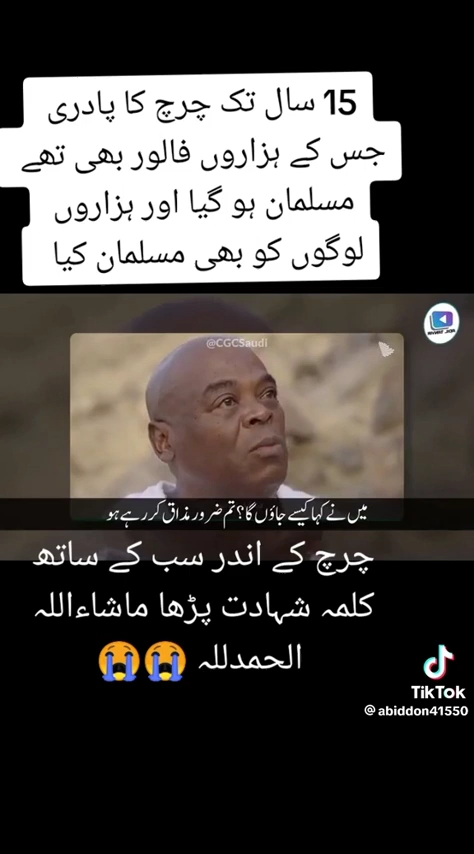 15 سال تک چرچ کا پادری
جس کے ہزاروں فالور بھی تھے
مسلمان ہو گیا اور ہزاروں
لوگوں کو بھی مسلمان کیا
@CGCSaudi
میں نے کہا کیسے جاؤں گا؟ تم ضرور مذاق کر رہے ہو
چرچ کے اندر سب کے ساتھ
کلمہ شہادت پڑھا ماشاءاللہ
الحمدللہ 😭😭
TikTok
@abiddon41550